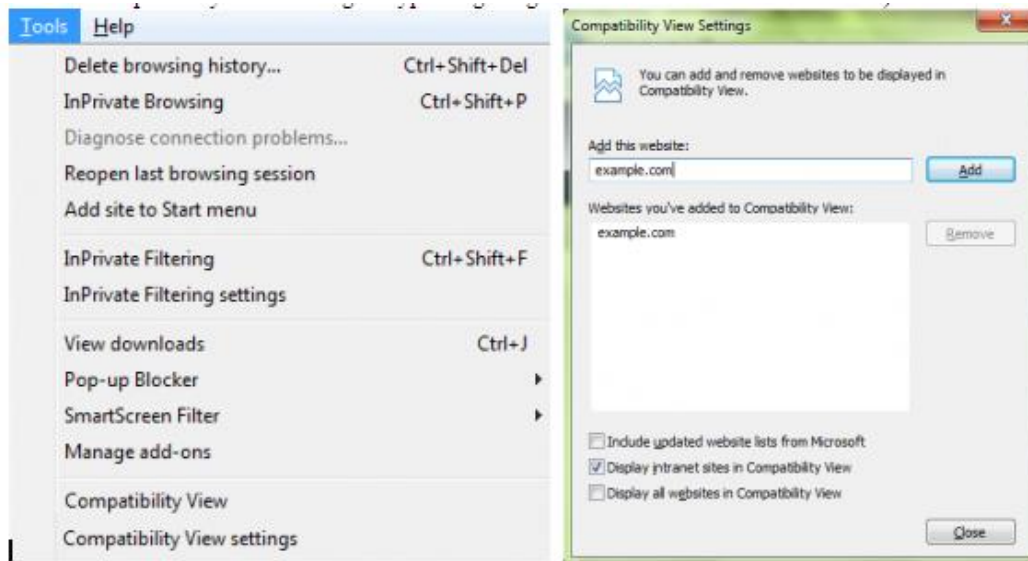 Tools Help
Delete browsing history... Ctrl+Shift+Del
InPrivate Browsing Ctrl+Shift+P
Diagnose connection problems...
Reopen last browsing session
Add site to Start menu
InPrivate Filtering Ctrl+Shift+F
InPrivate Filtering settings
View downloads Ctrl+J
Pop-up Blocker
SmartScreen Filter
Manage add-ons
Compatibility View
Compatibility View settings
Compatibility View Settings
You can add and remove websites to be displayed in
Compatibility View.
Add this website:
example.com
Add
Websites you've added to Compatibility View:
example.com
Remove
Include updated website lists from Microsoft
Display intranet sites in Compatibility View
Display all websites in Compatibility View
Close